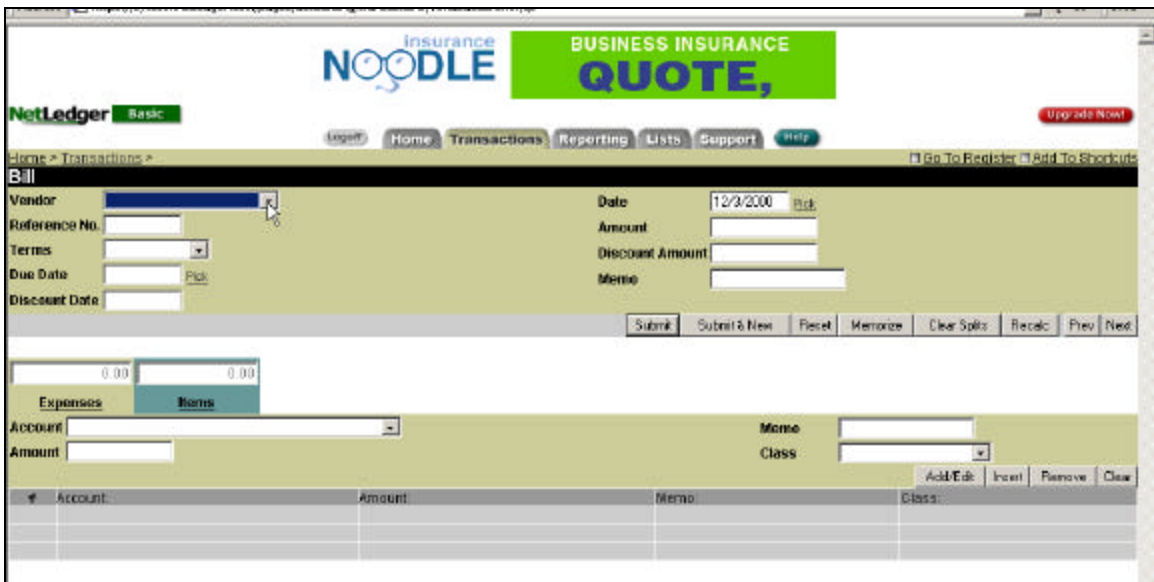 insurance
NOODLE
BUSINESS INSURANCE
QUOTE,
NetLedger Basic
Upgrade Now!
Logoff Home Transactions Reporting Lists Support Help
Home > Transactions >
Go To Register Add To Shortcuts
Bill
Vendor
Date 12/3/2000 Pick
Reference No.
Amount
Terms
Discount Amount
Due Date Pick
Memo
Discount Date
Submit Submit & New Reset Memorize Clear Splits Recalc Prev Next
0.00 0.00
Expenses Items
Account
Memo
Amount
Class
Add/Edit Insert Remove Clear
Account: Amount: Memo: Class: